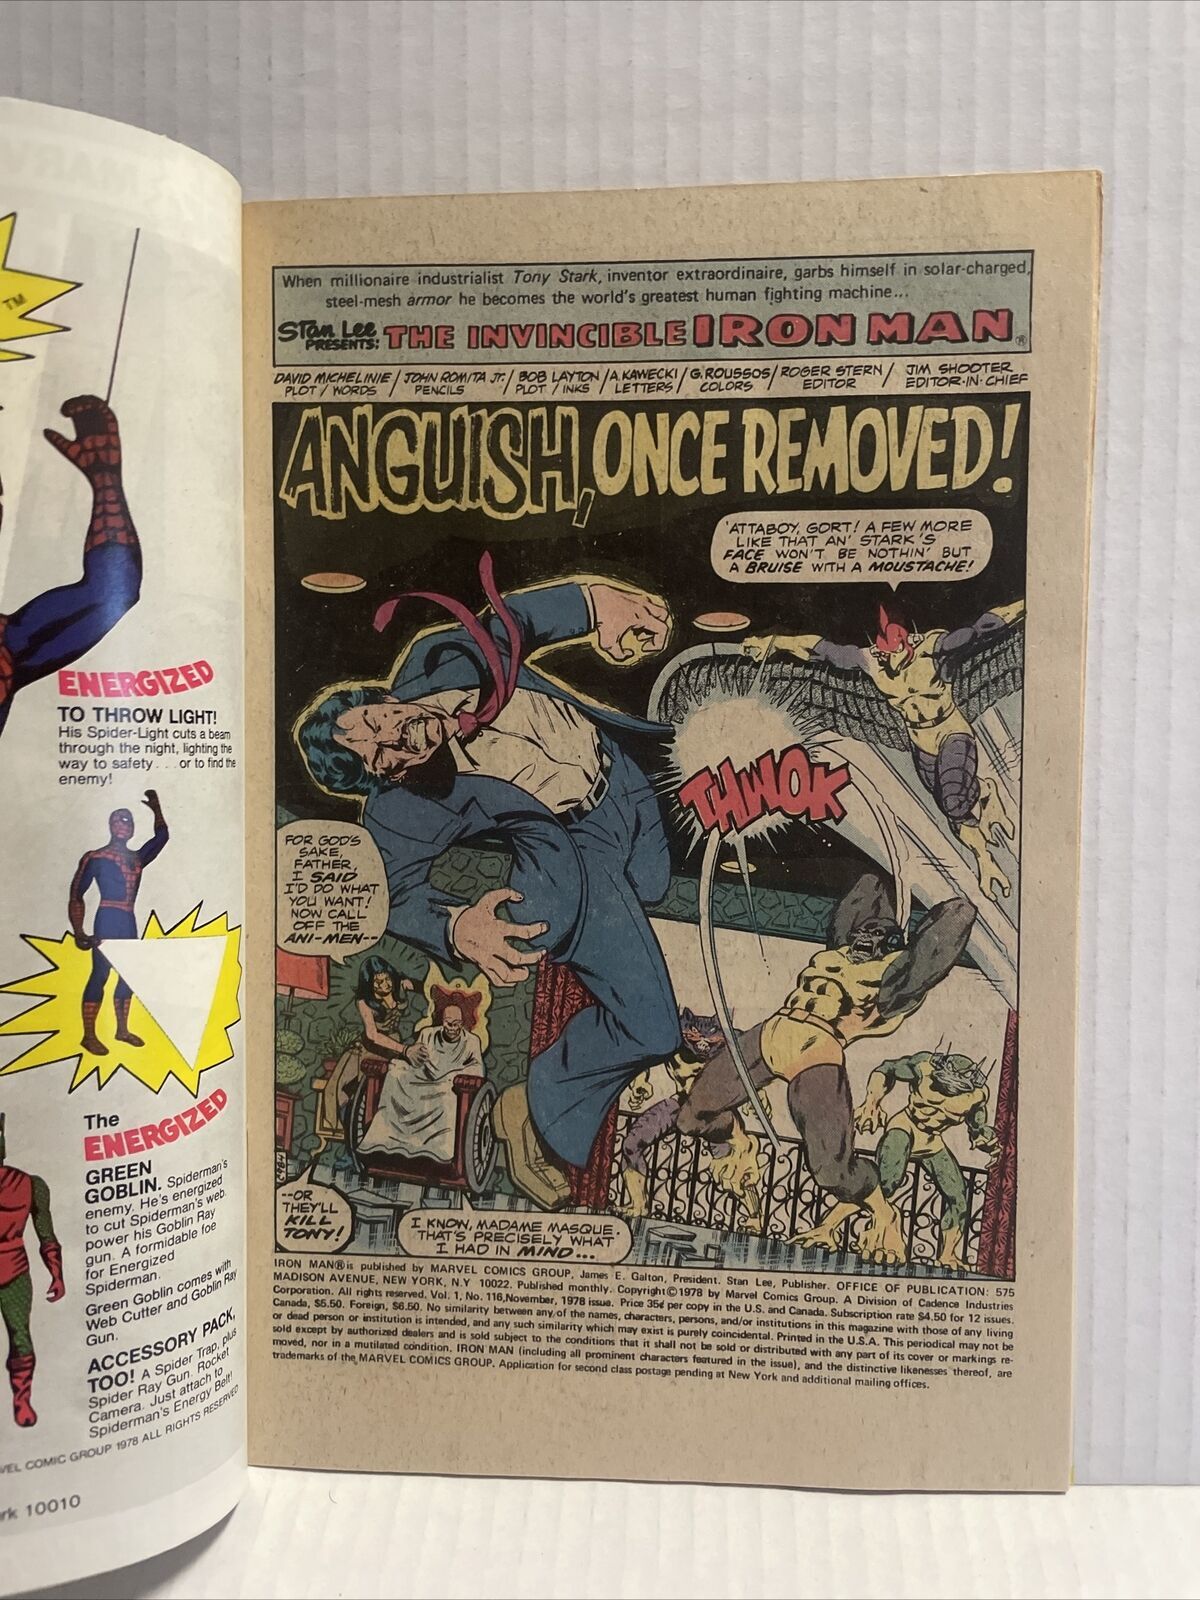 TM
ENERGIZED
TO THROW LIGHT!
His Spider-Light cuts a beam
through the night, lighting the
way to safety . . . or to find the
enemy!
The
ENERGIZED
GREEN
GOBLIN. Spiderman's
enemy. He's energized
to cut Spiderman's web,
power his Goblin Ray
gun. A formidable foe
for Energized
Spiderman.
Green Goblin comes with
Web Cutter and Goblin Ray
Gun.
ACCESSORY PACK,
TOO! A Spider Trap, plus
Spider Ray Gun. Rocket
Camera. Just attach to
Spiderman's Energy Belt!
VEL COMIC GROUP 1978 ALL RIGHTS RESERVED
rk 10010
When millionaire industrialist Tony Stark, inventor extraordinaire, garbs himself in solar-charged,
steel-mesh armor he becomes the world's greatest human fighting machine...
Stan Lee
PRESENTS: THE INVINCIBLE IRON MAN®
DAVID MICHELINIE / JOHN ROMITA JR. / BOB LAYTON / A. KAWECKI / G. ROUSSOS / ROGER STERN / JIM SHOOTER
PLOT / WORDS PENCILS PLOT / INKS LETTERS COLORS EDITOR EDITOR-IN-CHIEF
ANGUISH, ONCE REMOVED!
'ATTABOY, GORT! A FEW MORE
LIKE THAT AN' STARK'S
FACE WON'T BE NOTHIN' BUT
A BRUISE WITH A MOUSTACHE!
THWOK
FOR GOD'S
SAKE,
FATHER,
I SAID
I'D DO WHAT
YOU WANT!
NOW CALL
OFF THE
ANI-MEN--
--OR
THEY'LL
KILL
TONY!
I KNOW, MADAME MASQUE.
THAT'S PRECISELY WHAT
I HAD IN MIND...
IRON MAN® is published by MARVEL COMICS GROUP, James E. Galton, President. Stan Lee, Publisher. OFFICE OF PUBLICATION: 575
MADISON AVENUE, NEW YORK, N.Y. 10022. Published monthly. Copyright ©1978 by Marvel Comics Group. A Division of Cadence Industries
Corporation. All rights reserved. Vol. 1, No. 116, November, 1978 issue. Price 35¢ per copy in the U.S. and Canada. Subscription rate $4.50 for 12 issues.
Canada, $5.50. Foreign, $6.50. No similarity between any of the names, characters, persons, and/or institutions in this magazine with those of any living
or dead person or institution is intended, and any such similarity which may exist is purely coincidental. Printed in the U.S.A. This periodical may not be
sold except by authorized dealers and is sold subject to the conditions that it shall not be sold or distributed with any part of its cover or markings re-
moved, nor in a mutilated condition. IRON MAN (including all prominent characters featured in the issue), and the distinctive likenesses thereof, are
trademarks of the MARVEL COMICS GROUP. Application for second class postage pending at New York and additional mailing offices.